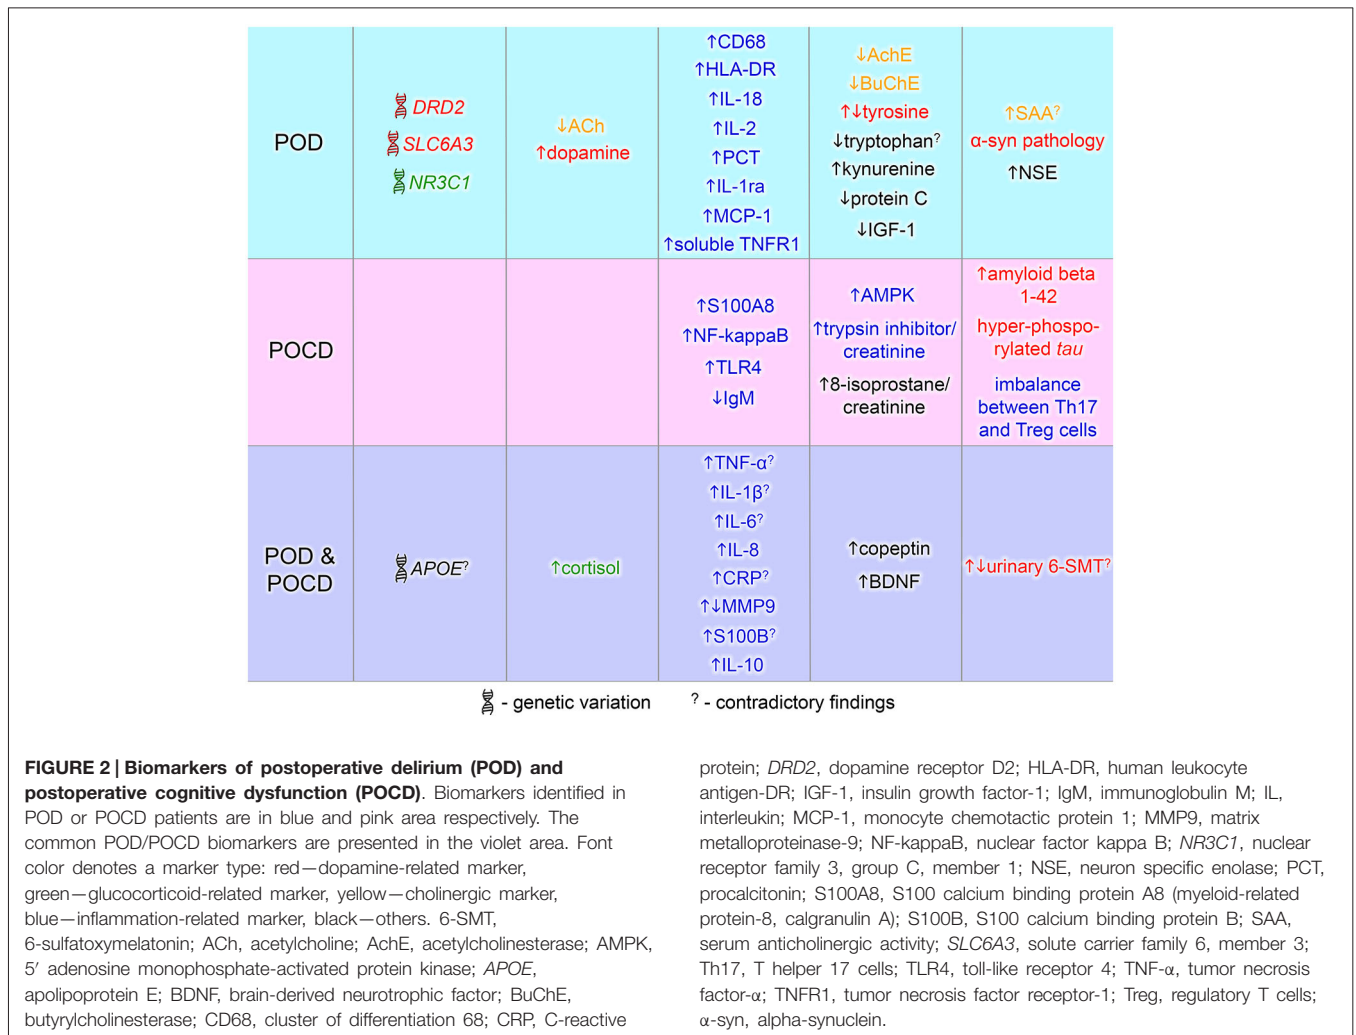 POD
DRD2
SLC6A3
NR3C1
↓ACh
↑dopamine
↑CD68
↑HLA-DR
↑IL-18
↑IL-2
↑PCT
↑IL-1ra
↑MCP-1
↑soluble TNFR1
↓AchE
↓BuChE
↑↓tyrosine
↓tryptophan?
↑kynurenine
↓protein C
↓IGF-1
↑SAA?
α-syn pathology
↑NSE
POCD
↑S100A8
↑NF-kappaB
↑TLR4
↓IgM
↑AMPK
↑trypsin inhibitor/
creatinine
↑8-isoprostane/
creatinine
↑amyloid beta
1-42
hyper-phospo-
rylated tau
imbalance
between Th17
and Treg cells
POD &
POCD
APOE?
↑cortisol
↑TNF-α?
↑IL-1β?
↑IL-6?
↑IL-8
↑CRP?
↑↓MMP9
↑S100B?
↑IL-10
↑copeptin
↑BDNF
↑↓urinary 6-SMT?
- genetic variation
? - contradictory findings
FIGURE 2 | Biomarkers of postoperative delirium (POD) and
postoperative cognitive dysfunction (POCD). Biomarkers identified in
POD or POCD patients are in blue and pink area respectively. The
common POD/POCD biomarkers are presented in the violet area. Font
color denotes a marker type: red—dopamine-related marker,
green—glucocorticoid-related marker, yellow—cholinergic marker,
blue—inflammation-related marker, black—others. 6-SMT,
6-sulfatoxymelatonin; ACh, acetylcholine; AchE, acetylcholinesterase; AMPK,
5′ adenosine monophosphate-activated protein kinase; APOE,
apolipoprotein E; BDNF, brain-derived neurotrophic factor; BuChE,
butyrylcholinesterase; CD68, cluster of differentiation 68; CRP, C-reactive
protein; DRD2, dopamine receptor D2; HLA-DR, human leukocyte
antigen-DR; IGF-1, insulin growth factor-1; IgM, immunoglobulin M; IL,
interleukin; MCP-1, monocyte chemotactic protein 1; MMP9, matrix
metalloproteinase-9; NF-kappaB, nuclear factor kappa B; NR3C1, nuclear
receptor family 3, group C, member 1; NSE, neuron specific enolase; PCT,
procalcitonin; S100A8, S100 calcium binding protein A8 (myeloid-related
protein-8, calgranulin A); S100B, S100 calcium binding protein B; SAA,
serum anticholinergic activity; SLC6A3, solute carrier family 6, member 3;
Th17, T helper 17 cells; TLR4, toll-like receptor 4; TNF-α, tumor necrosis
factor-α; TNFR1, tumor necrosis factor receptor-1; Treg, regulatory T cells;
α-syn, alpha-synuclein.